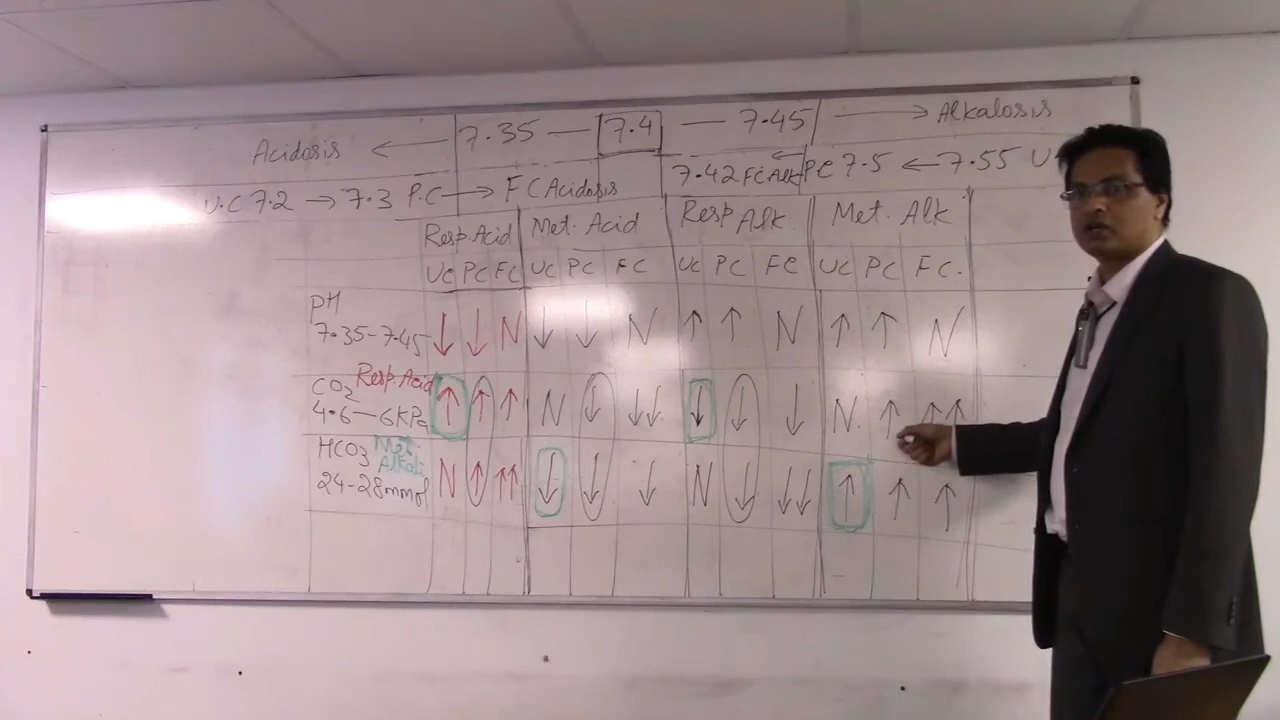 Acidosis ← 7.35 — 7.4 — 7.45 → Alkalosis
U.C 7.2 → 7.3 P.C → FC Acidosis 7.42 FC Alk ← PC 7.5 ← 7.55 U
Resp Acid Met. Acid Resp Alk Met. Alk
UC PC FC UC PC FC UC PC FC UC PC FC.
PH
7.35-7.45 ↓ ↓ N ↓ ↓ N ↑ ↑ N ↑ ↑ N
CO2 Resp Acid
4.6—6KPa ↑ ↑ ↑ N ↓ ↓↓ ↓ ↓ ↓ N. ↑ ↑↑
HCO3 Met.
Alkali
24-28mmol N ↑ ↑↑ ↓ ↓ ↓ N ↓ ↓↓ ↑ ↑ ↑